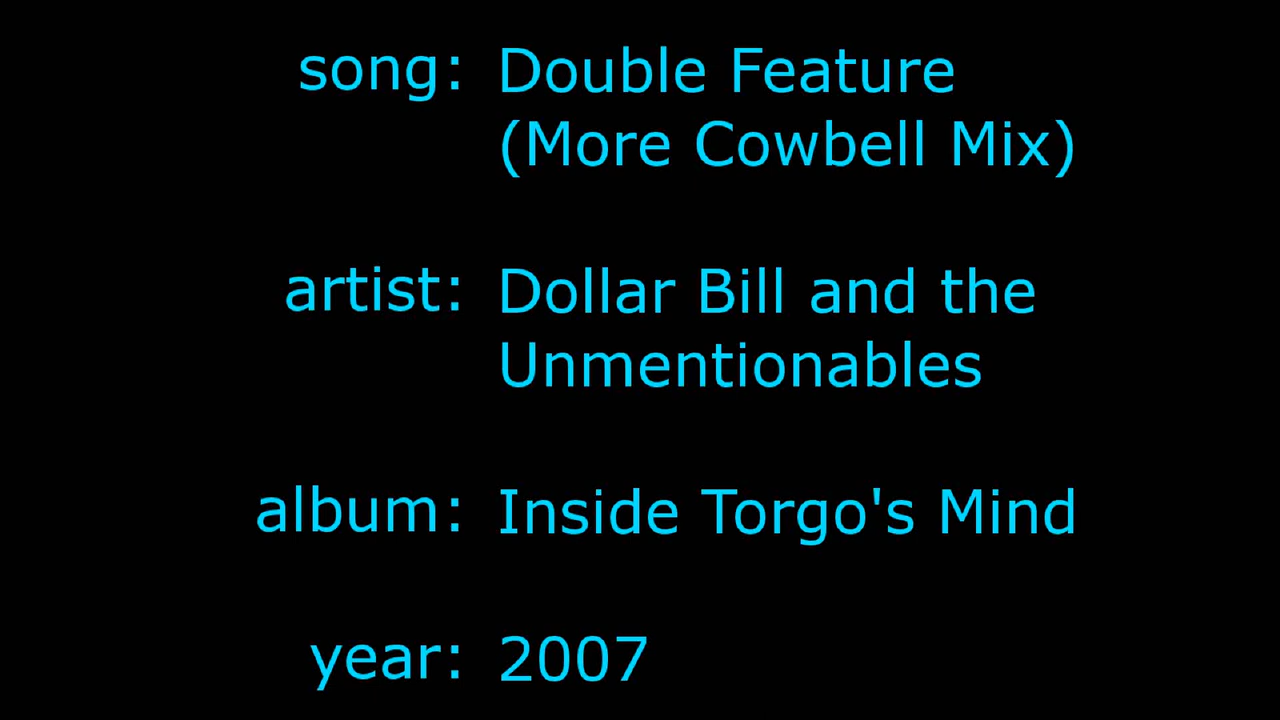 song: Double Feature
(More Cowbell Mix)
artist: Dollar Bill and the
Unmentionables
album: Inside Torgo's Mind
year: 2007